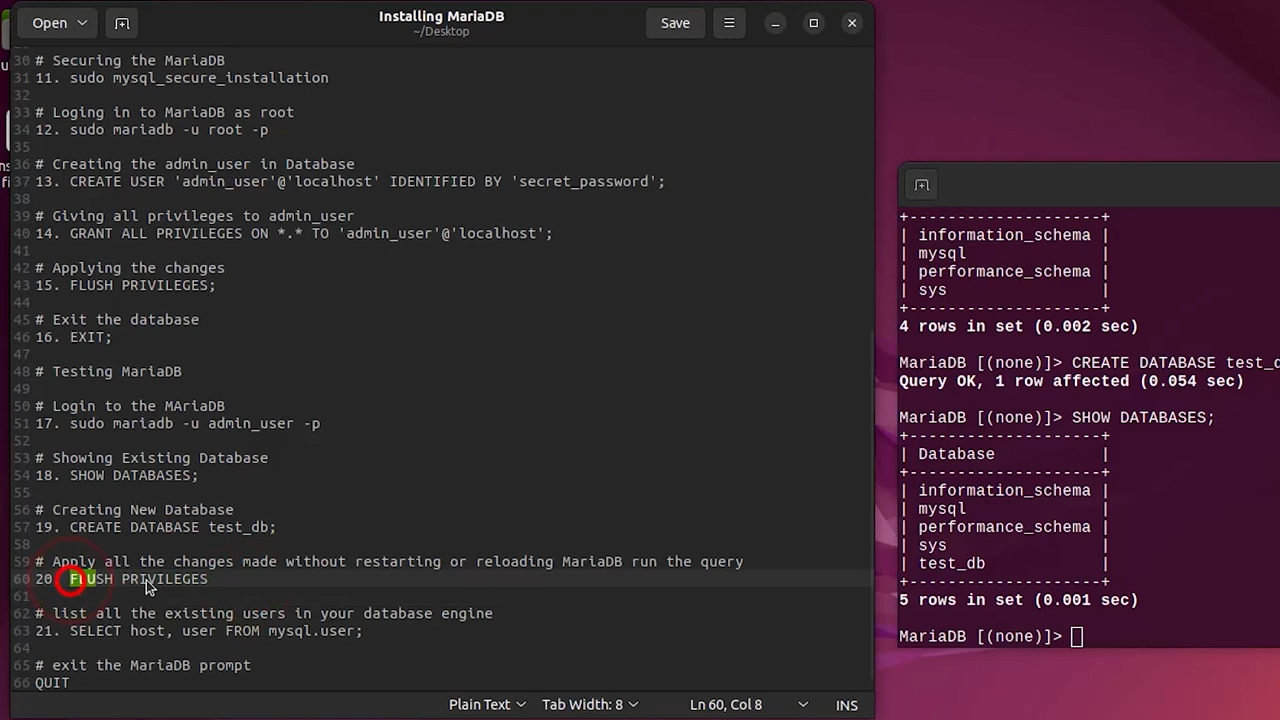 Open
Installing MariaDB
~/Desktop
Save
30 # Securing the MariaDB
31 11. sudo mysql_secure_installation
32
33 # Loging in to MariaDB as root
34 12. sudo mariadb -u root -p
35
36 # Creating the admin_user in Database
37 13. CREATE USER 'admin_user'@'localhost' IDENTIFIED BY 'secret_password';
38
39 # Giving all privileges to admin_user
40 14. GRANT ALL PRIVILEGES ON *.* TO 'admin_user'@'localhost';
41
42 # Applying the changes
43 15. FLUSH PRIVILEGES;
44
45 # Exit the database
46 16. EXIT;
47
48 # Testing MariaDB
49
50 # Login to the MAriaDB
51 17. sudo mariadb -u admin_user -p
52
53 # Showing Existing Database
54 18. SHOW DATABASES;
55
56 # Creating New Database
57 19. CREATE DATABASE test_db;
58
59 # Apply all the changes made without restarting or reloading MariaDB run the query
60 20. FLUSH PRIVILEGES
61
62 # list all the existing users in your database engine
63 21. SELECT host, user FROM mysql.user;
64
65 # exit the MariaDB prompt
66 QUIT
Plain Text
Tab Width: 8
Ln 60, Col 8
INS
+--------------------+
| information_schema |
| mysql |
| performance_schema |
| sys |
+--------------------+
4 rows in set (0.002 sec)
MariaDB [(none)]> CREATE DATABASE test_d
Query OK, 1 row affected (0.054 sec)
MariaDB [(none)]> SHOW DATABASES;
+--------------------+
| Database |
+--------------------+
| information_schema |
| mysql |
| performance_schema |
| sys |
| test_db |
+--------------------+
5 rows in set (0.001 sec)
MariaDB [(none)]>